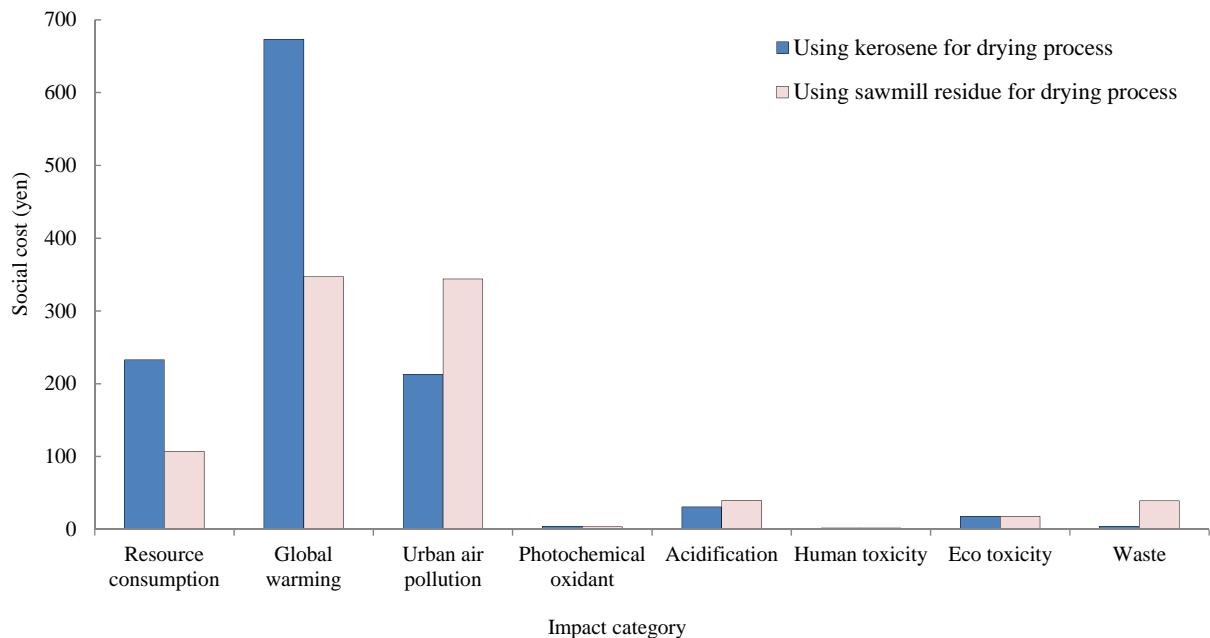 700
600
500
400
300
200
100
0
Social cost (yen)
Using kerosene for drying process
Using sawmill residue for drying process
Resource
consumption
Global
warming
Urban air
pollution
Photochemical
oxidant
Acidification
Human toxicity
Eco toxicity
Waste
Impact category